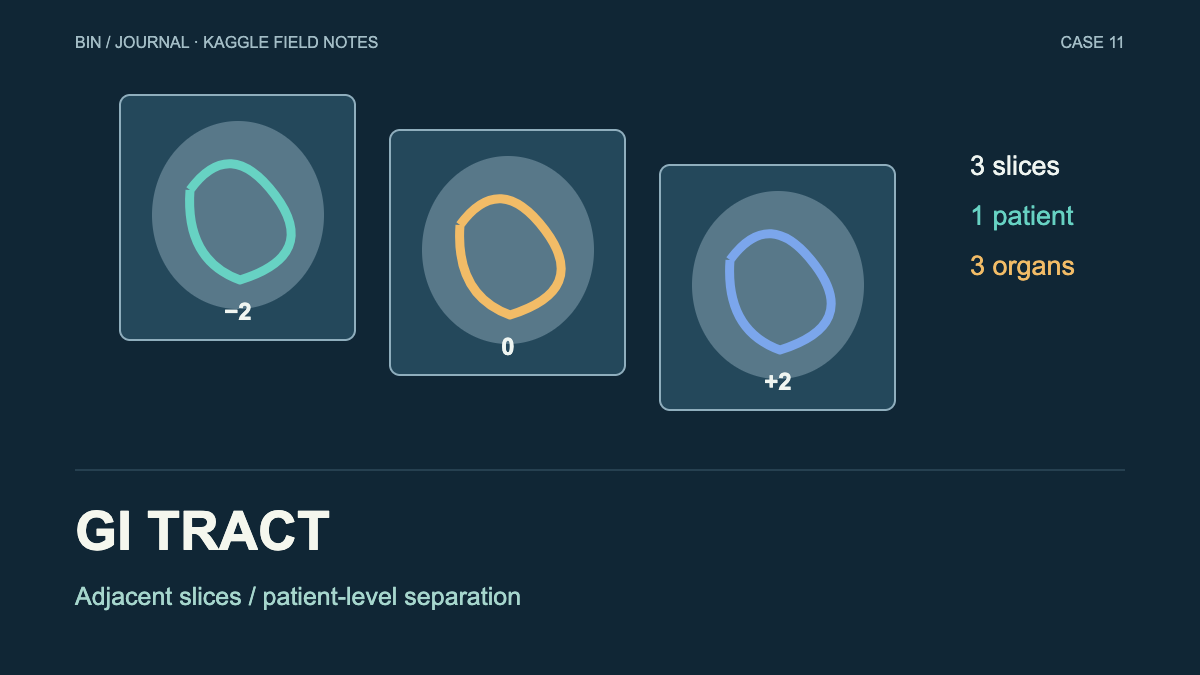 BIN / JOURNAL · KAGGLE FIELD NOTES
CASE 11
−2
0
+2
3 slices
1 patient
3 organs
GI TRACT
Adjacent slices / patient-level separation